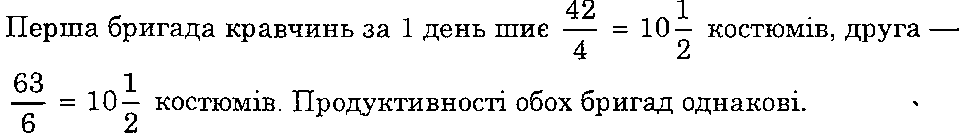 Перша бригада кравчинь за 1 день шиє 42/4 = 10 1/2 костюмів, друга —
63/6 = 10 1/2 костюмів. Продуктивності обох бригад однакові.